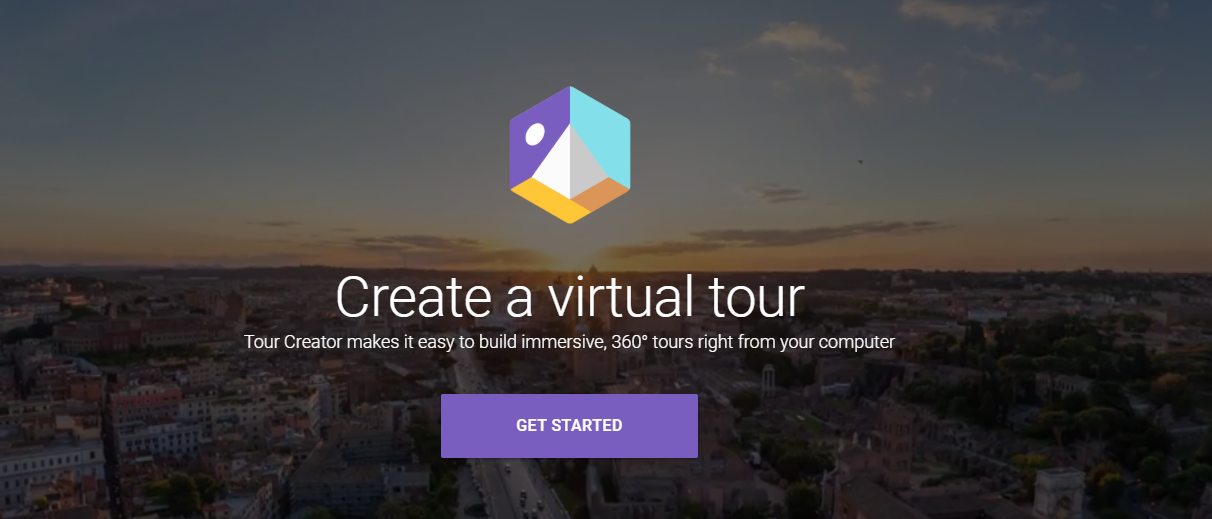 Create a virtual tour
Tour Creator makes it easy to build immersive, 360° tours right from your computer
GET STARTED